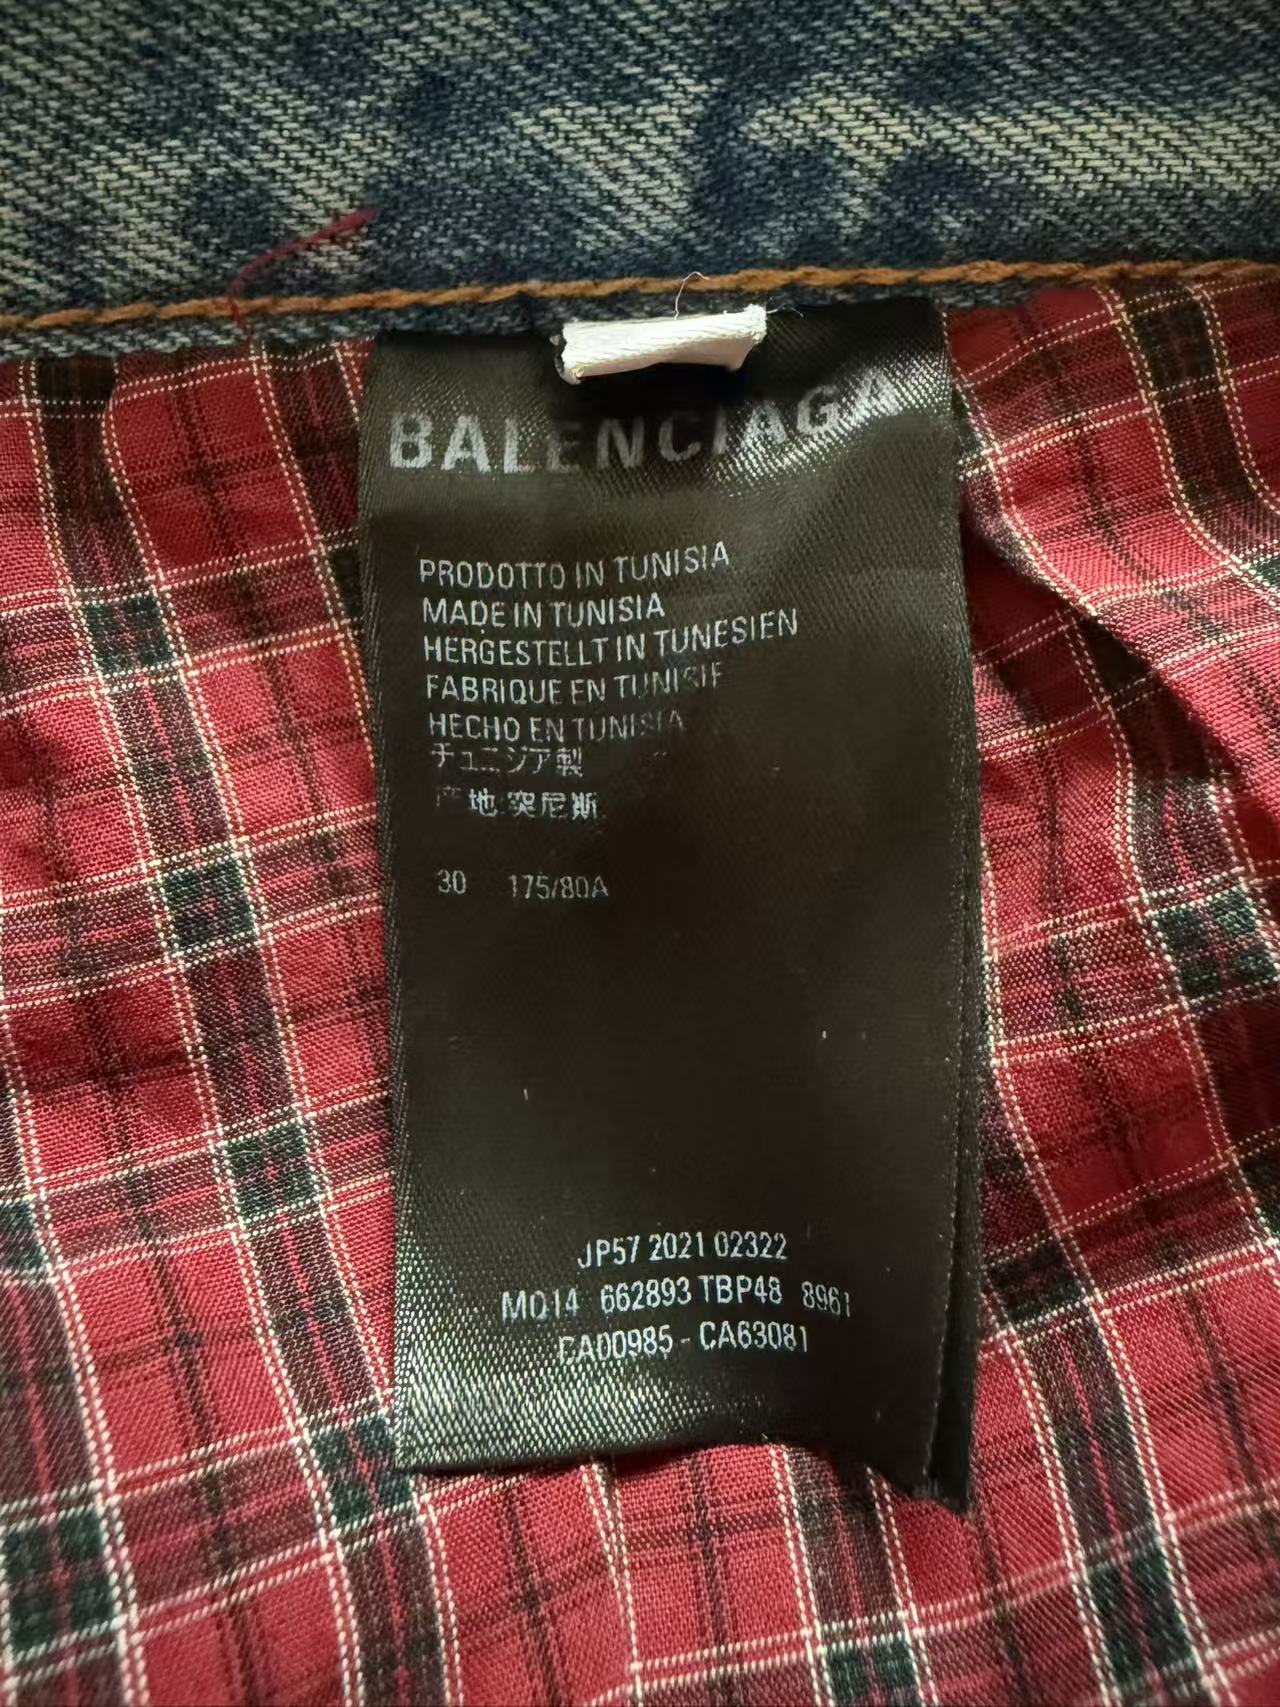 BALENCIAGA
PRODOTTO IN TUNISIA
MADE IN TUNISIA
HERGESTELLT IN TUNESIEN
FABRIQUE EN TUNISIE
HECHO EN TUNISIA
チュニジア製
产地:突尼斯
30 175/80A
JP57 2021 02322
MO14 662893 TBP48 8961
CA00985 - CA63081